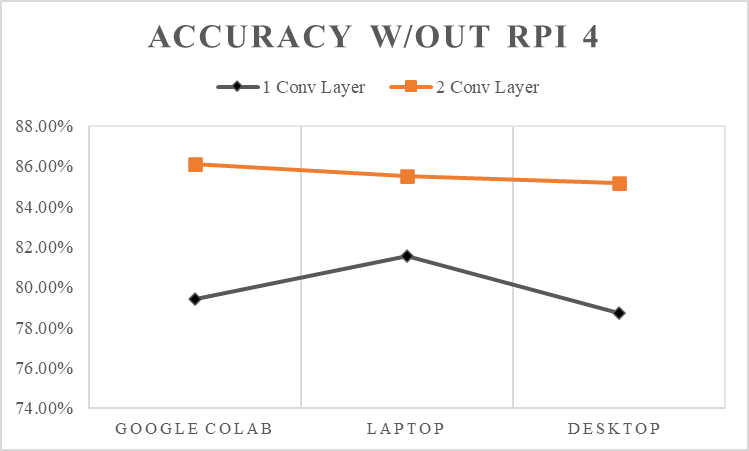 ACCURACY W/OUT RPI 4
1 Conv Layer 2 Conv Layer
88.00%
86.00%
84.00%
82.00%
80.00%
78.00%
76.00%
74.00%
GOOGLE COLAB LAPTOP DESKTOP